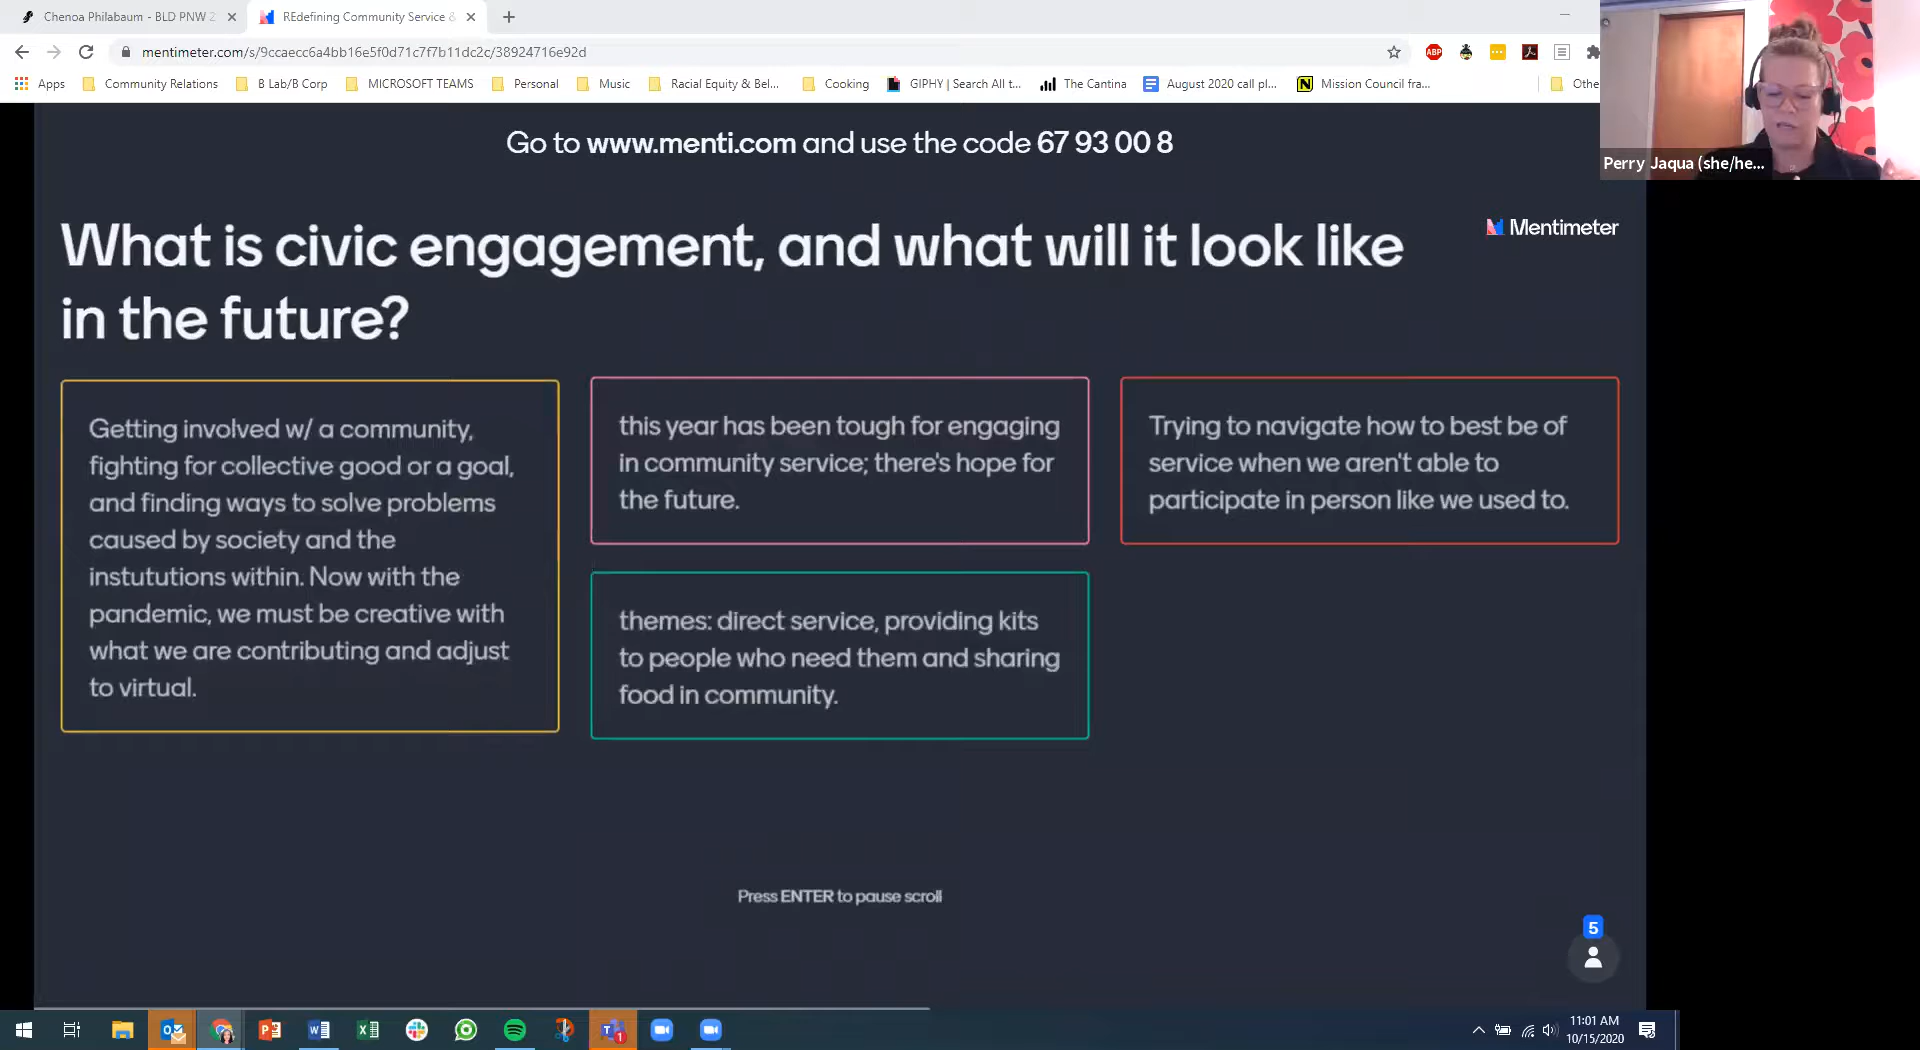 Chenoa Philabaum - BLD PNW 2
REdefining Community Service &
mentimeter.com/s/9ccaecc6a4bb16e5f0d71c7f7b11dc2c/38924716e92d
ABP
Apps
Community Relations
B Lab/B Corp
MICROSOFT TEAMS
Personal
Music
Racial Equity & Bel...
Cooking
GIPHY | Search All t...
The Cantina
August 2020 call pl...
N
Mission Council fra...
Othe
Perry Jaqua (she/he...
Go to www.menti.com and use the code 67 93 00 8
Mentimeter
What is civic engagement, and what will it look like
in the future?
Getting involved w/ a community,
fighting for collective good or a goal,
and finding ways to solve problems
caused by society and the
instututions within. Now with the
pandemic, we must be creative with
what we are contributing and adjust
to virtual.
this year has been tough for engaging
in community service; there's hope for
the future.
themes: direct service, providing kits
to people who need them and sharing
food in community.
Trying to navigate how to best be of
service when we aren't able to
participate in person like we used to.
Press ENTER to pause scroll
5
11:01 AM
10/15/2020